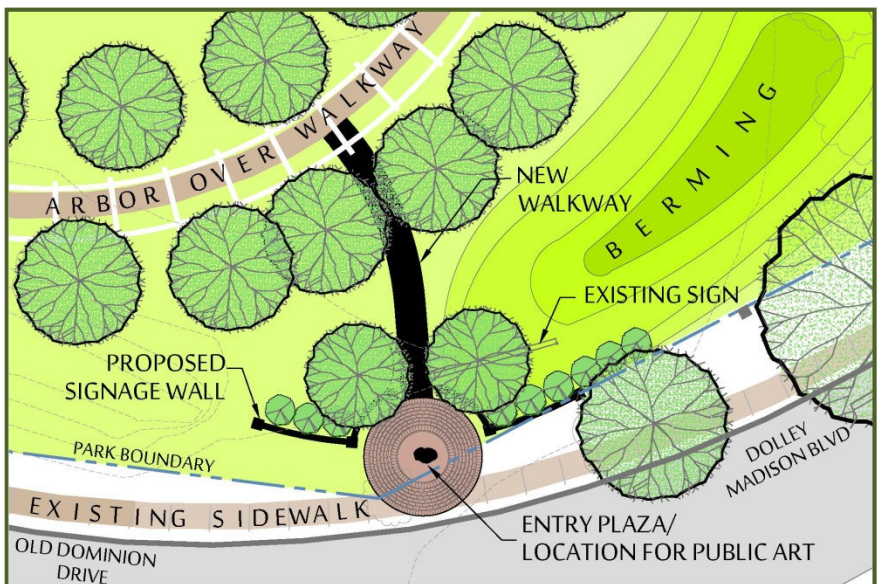 ARBOR OVER WALKWAY
BERMING
NEW
WALKWAY
EXISTING SIGN
PROPOSED
SIGNAGE WALL
PARK BOUNDARY
DOLLEY
MADISON BLVD
EXISTING SIDEWALK
ENTRY PLAZA/
LOCATION FOR PUBLIC ART
OLD DOMINION
DRIVE